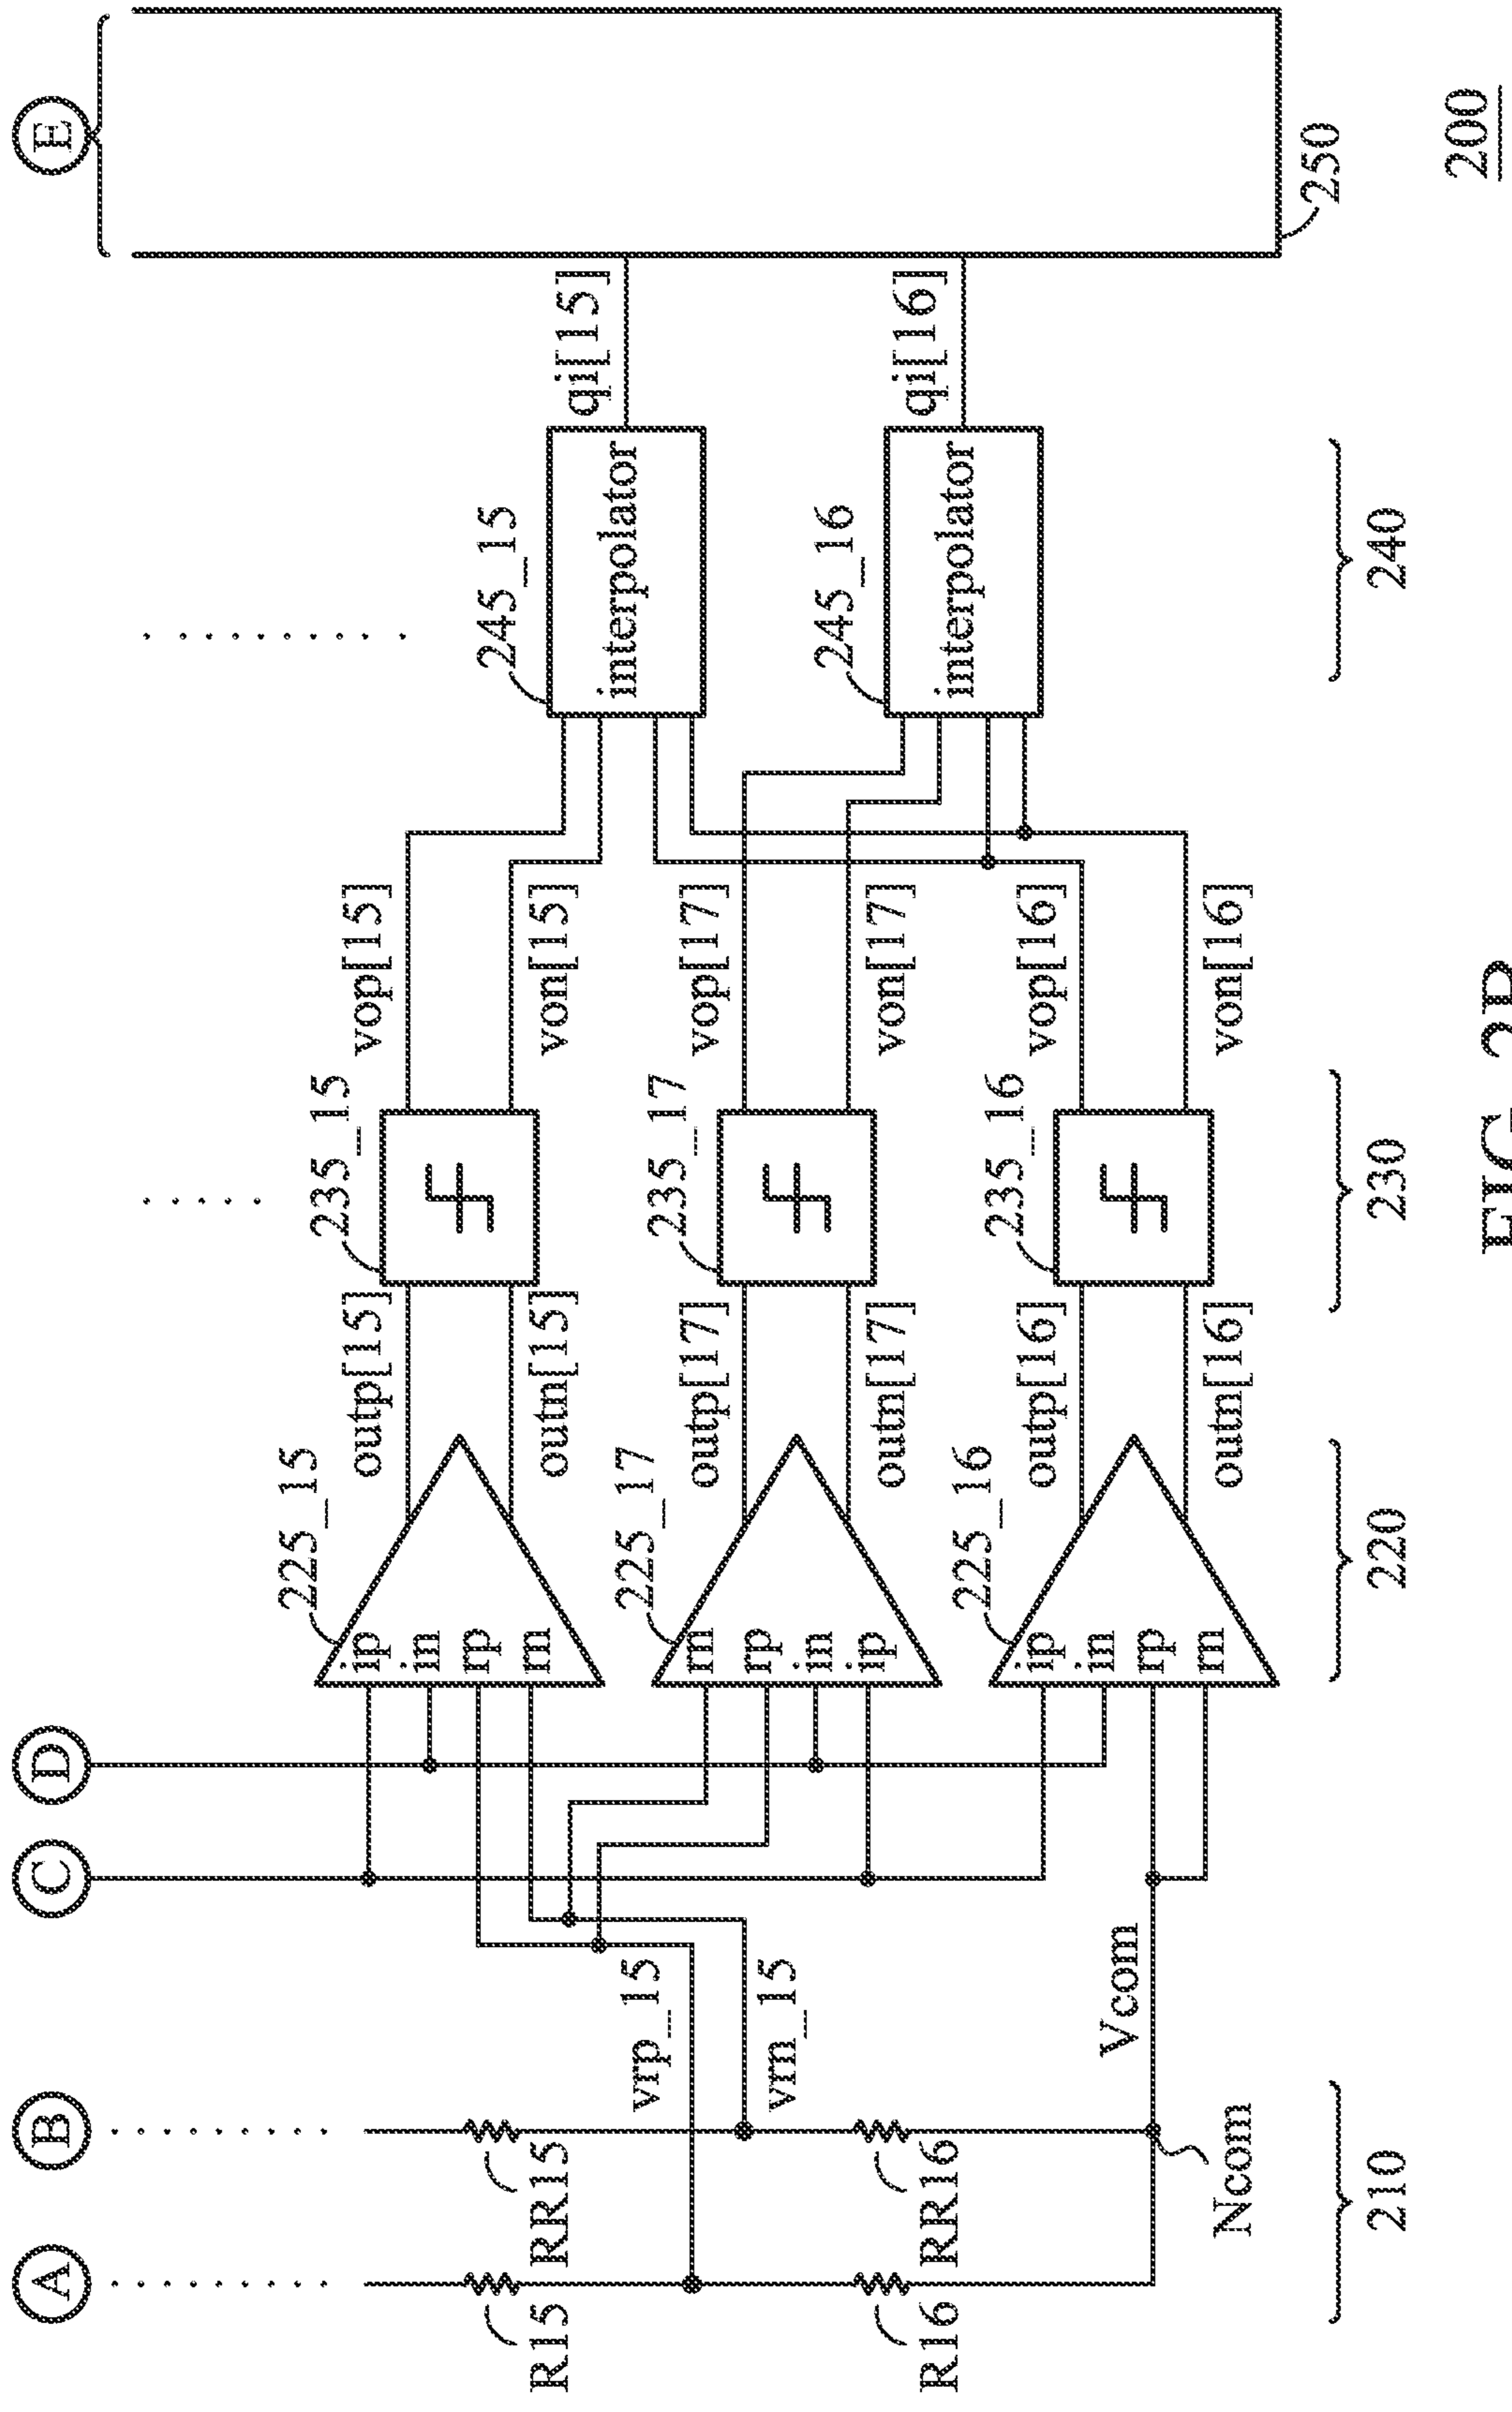 A
B
C
D
E
R15
RR15
R16
RR16
vrp_15
vrn_15
Vcom
Ncom
210
225_15
ip
in
rp
rn
225_17
rn
rp
in
ip
225_16
ip
in
rp
rn
220
outp[15]
outn[15]
outp[17]
outn[17]
outp[16]
outn[16]
235_15
235_17
235_16
230
vop[15]
von[15]
vop[17]
von[17]
vop[16]
von[16]
245_15
interpolator
245_16
interpolator
240
qi[15]
qi[16]
250
200